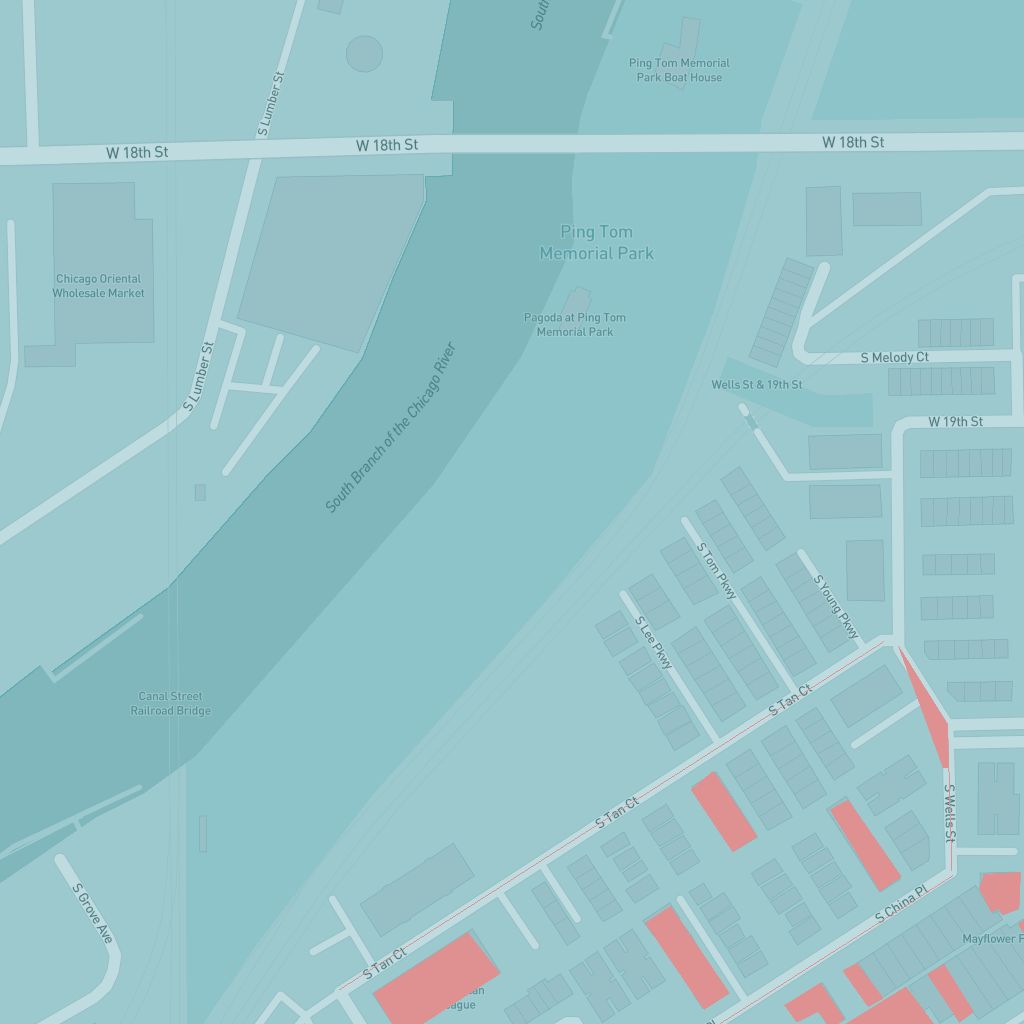 South
Ping Tom Memorial
Park Boat House
S Lumber St
W 18th St
W 18th St
W 18th St
Ping Tom
Memorial Park
Chicago Oriental
Wholesale Market
Pagoda at Ping Tom
Memorial Park
S Lumber St
South Branch of the Chicago River
S Melody Ct
Wells St & 19th St
W 19th St
S Tom Pkwy
S Young Pkwy
S Lee Pkwy
S Tan Ct
Canal Street
Railroad Bridge
S Tan Ct
S Wells St
S Grove Ave
S China Pl
Mayflower F
S Tan Ct